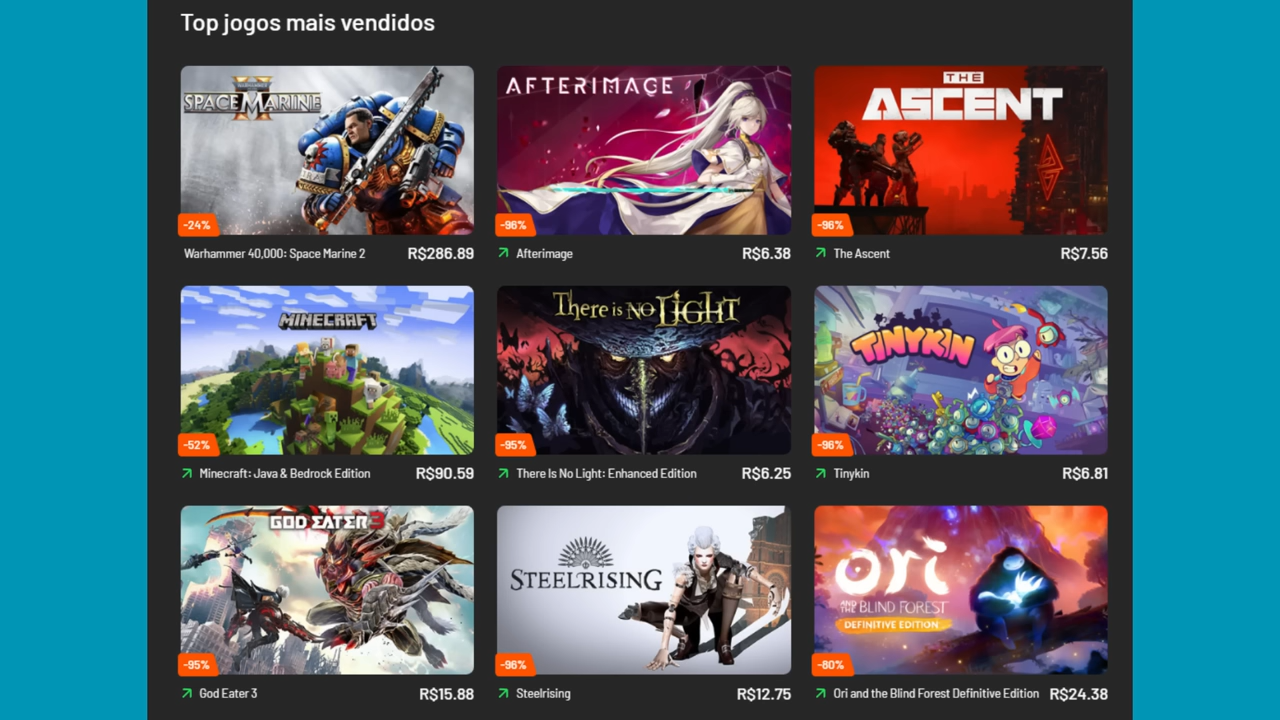 Top jogos mais vendidos
SPACE MARINE
II
-24%
Warhammer 40,000: Space Marine 2 R$286.89
AFTERIMAGE
-96%
Afterimage R$6.38
THE
ASCENT
-96%
The Ascent R$7.56
MINECRAFT
-52%
Minecraft: Java & Bedrock Edition R$90.59
There is NO LIGHT
-95%
There Is No Light: Enhanced Edition R$6.25
TINYKIN
-96%
Tinykin R$6.81
GOD EATER 3
-95%
God Eater 3 R$15.88
STEELRISING
-96%
Steelrising R$12.75
ori
AND THE BLIND FOREST
DEFINITIVE EDITION
-80%
Ori and the Blind Forest Definitive Edition R$24.38